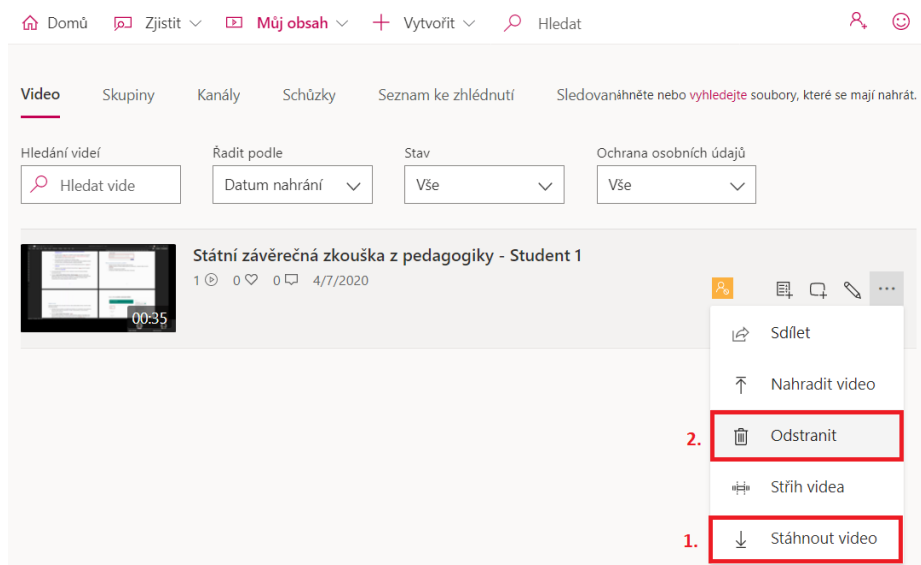 Domů Zjistit Můj obsah Vytvořit Hledat
Video Skupiny Kanály Schůzky Seznam ke zhlédnutí Sledovanáhněte nebo vyhledejte soubory, které se mají nahrát.
Hledání videí Řadit podle Stav Ochrana osobních údajů
Hledat vide Datum nahrání Vše Vše
Státní závěrečná zkouška z pedagogiky - Student 1
1 0 0 4/7/2020
00:35
Sdílet
Nahradit video
2. Odstranit
Střih videa
1. Stáhnout video